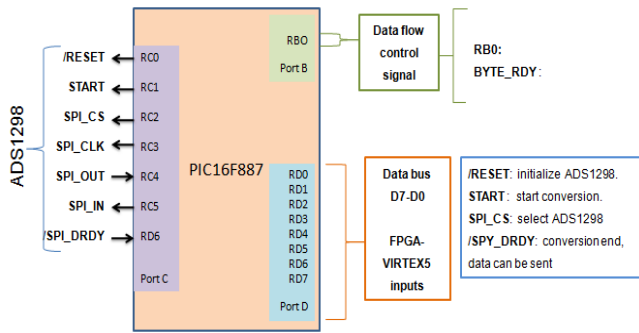 ADS1298
/RESET
START
SPI_CS
SPI_CLK
SPI_OUT
SPI_IN
/SPI_DRDY
RC0
RC1
RC2
RC3
RC4
RC5
RD6
Port C
PIC16F887
RBO
Port B
RD0
RD1
RD2
RD3
RD4
RD5
RD6
RD7
Port D
Data flow
control
signal
RB0:
BYTE_RDY:
Data bus
D7-D0
FPGA-
VIRTEX5
inputs
/RESET: initialize ADS1298.
START: start conversion.
SPI_CS: select ADS1298
/SPY_DRDY: conversion end,
data can be sent